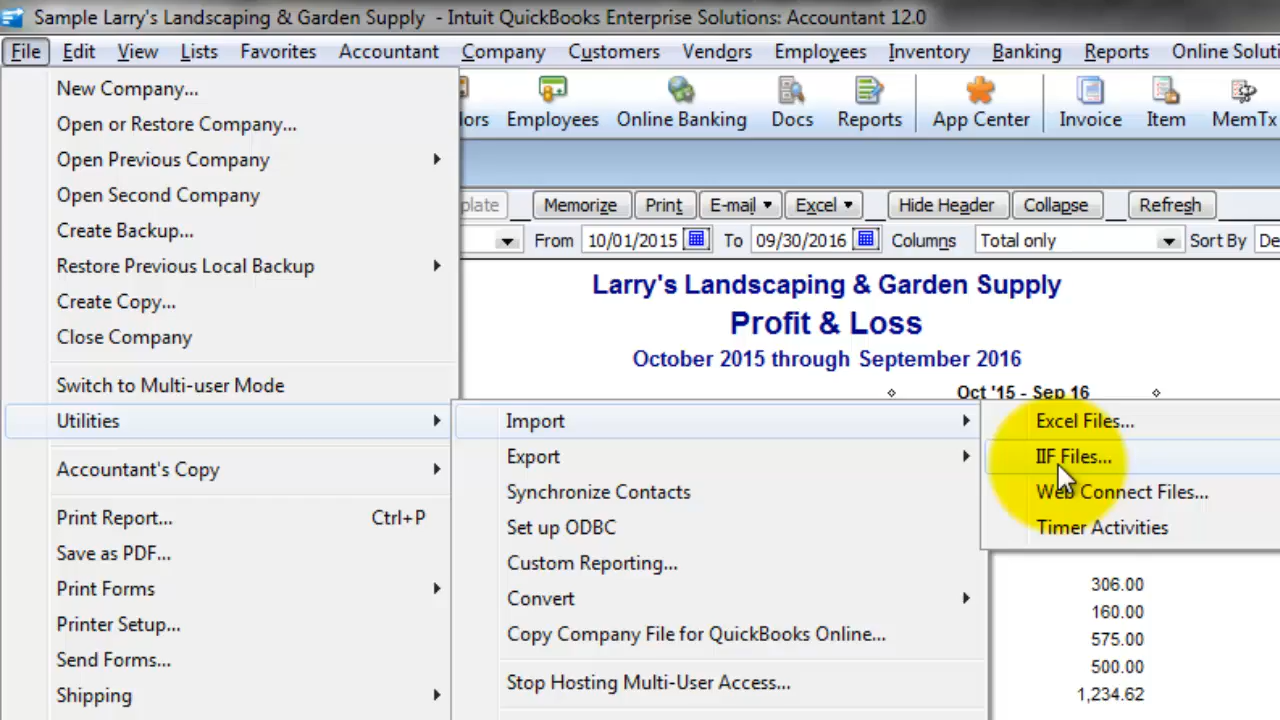 Sample Larry's Landscaping & Garden Supply - Intuit QuickBooks Enterprise Solutions: Accountant 12.0
File Edit View Lists Favorites Accountant Company Customers Vendors Employees Inventory Banking Reports Online Soluti
New Company...
Open or Restore Company...
Open Previous Company
Open Second Company
Create Backup...
Restore Previous Local Backup
Create Copy...
Close Company
Switch to Multi-user Mode
Utilities
Accountant's Copy
Print Report... Ctrl+P
Save as PDF...
Print Forms
Printer Setup...
Send Forms...
Shipping
Import
Export
Synchronize Contacts
Set up ODBC
Custom Reporting...
Convert
Copy Company File for QuickBooks Online...
Stop Hosting Multi-User Access...
Excel Files...
IIF Files...
Web Connect Files...
Timer Activities
lors Employees Online Banking Docs Reports App Center Invoice Item MemTx
plate Memorize Print E-mail Excel Hide Header Collapse Refresh
From 10/01/2015 To 09/30/2016 Columns Total only Sort By De
Larry's Landscaping & Garden Supply
Profit & Loss
October 2015 through September 2016
Oct '15 - Sep 16
306.00
160.00
575.00
500.00
1,234.62